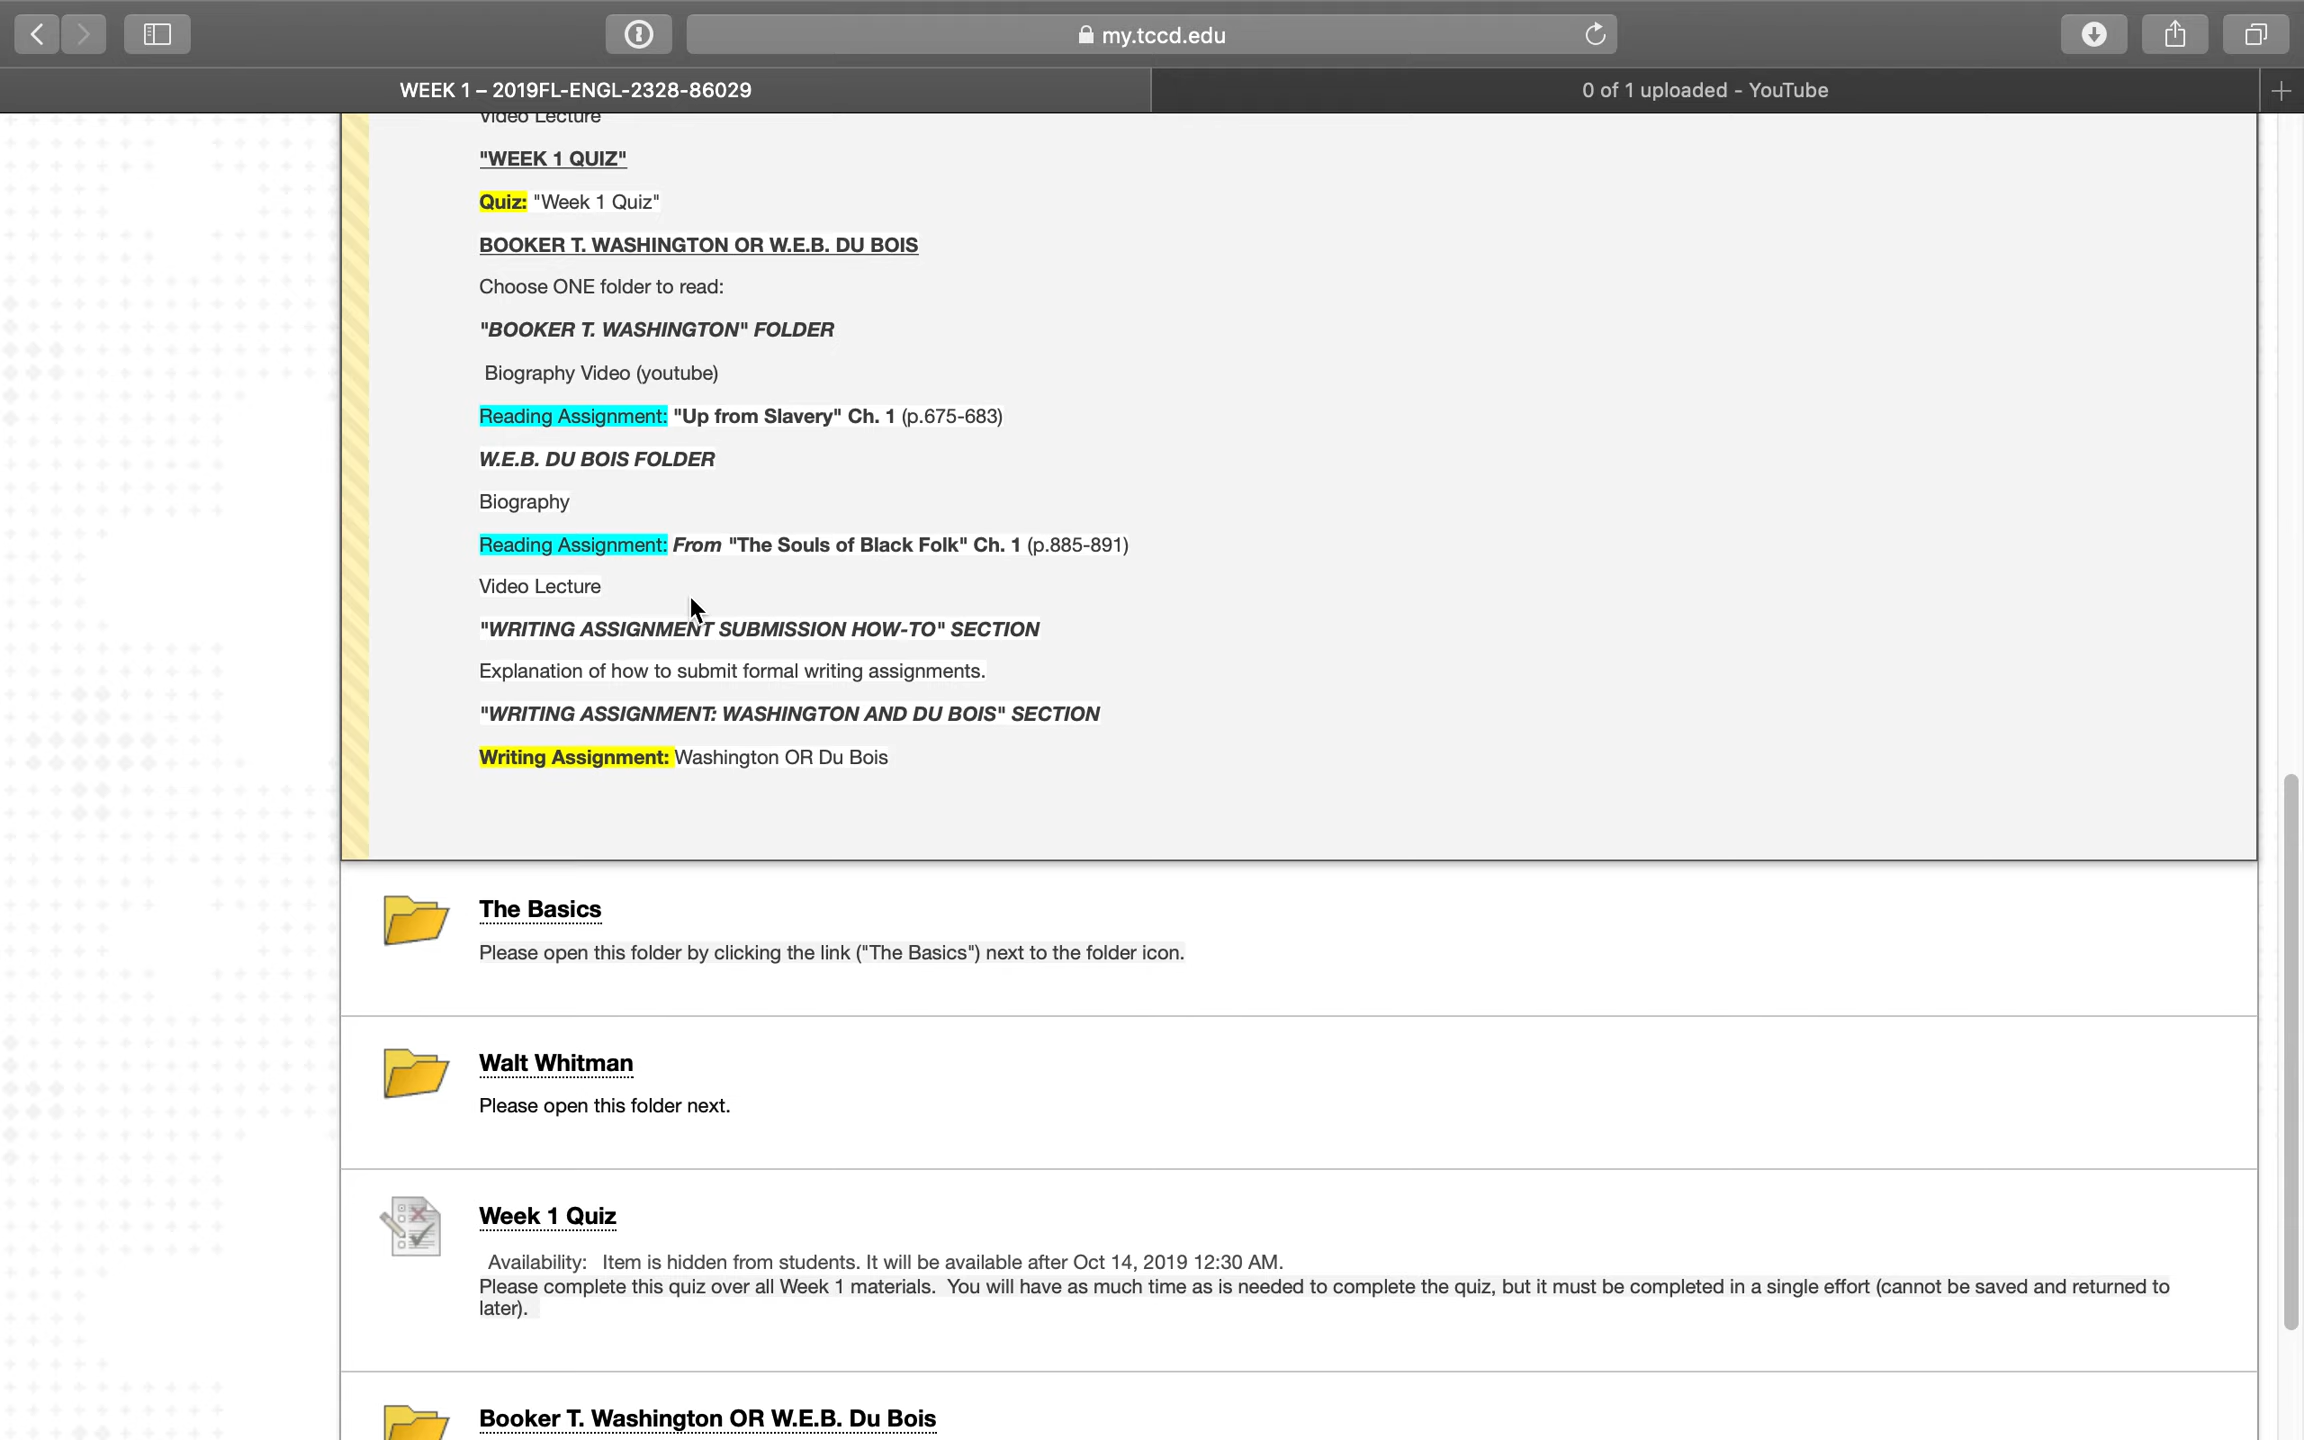 my.tccd.edu
WEEK 1 – 2019FL-ENGL-2328-86029
0 of 1 uploaded - YouTube
Video Lecture
"WEEK 1 QUIZ"
Quiz: "Week 1 Quiz"
BOOKER T. WASHINGTON OR W.E.B. DU BOIS
Choose ONE folder to read:
"BOOKER T. WASHINGTON" FOLDER
Biography Video (youtube)
Reading Assignment: "Up from Slavery" Ch. 1 (p.675-683)
W.E.B. DU BOIS FOLDER
Biography
Reading Assignment: From "The Souls of Black Folk" Ch. 1 (p.885-891)
Video Lecture
"WRITING ASSIGNMENT SUBMISSION HOW-TO" SECTION
Explanation of how to submit formal writing assignments.
"WRITING ASSIGNMENT: WASHINGTON AND DU BOIS" SECTION
Writing Assignment: Washington OR Du Bois
The Basics
Please open this folder by clicking the link ("The Basics") next to the folder icon.
Walt Whitman
Please open this folder next.
Week 1 Quiz
Availability: Item is hidden from students. It will be available after Oct 14, 2019 12:30 AM.
Please complete this quiz over all Week 1 materials. You will have as much time as is needed to complete the quiz, but it must be completed in a single effort (cannot be saved and returned to
later).
Booker T. Washington OR W.E.B. Du Bois